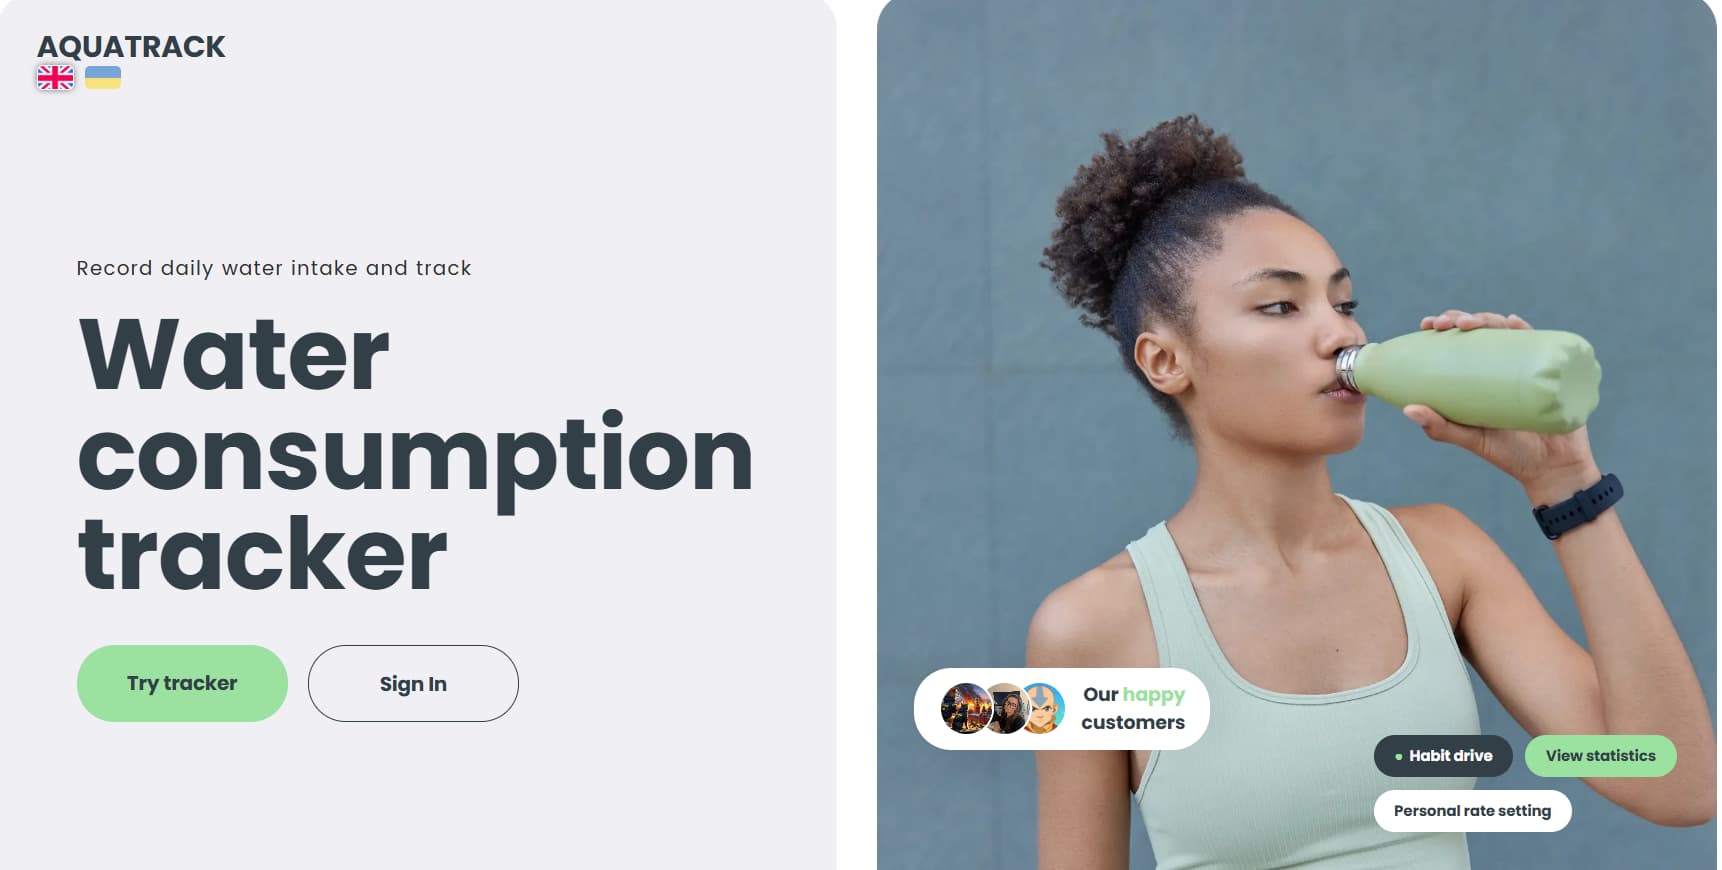 AQUATRACK
Record daily water intake and track
Water
consumption
tracker
Try tracker
Sign In
Our happy
customers
Habit drive
View statistics
Personal rate setting